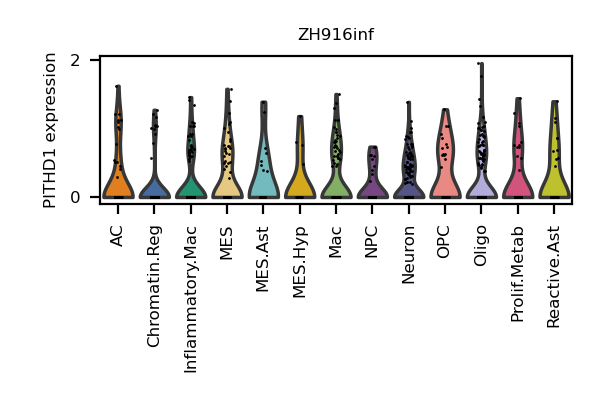 ZH916inf
PITHD1 expression
2
0
AC
Chromatin.Reg
Inflammatory.Mac
MES
MES.Ast
MES.Hyp
Mac
NPC
Neuron
OPC
Oligo
Prolif.Metab
Reactive.Ast